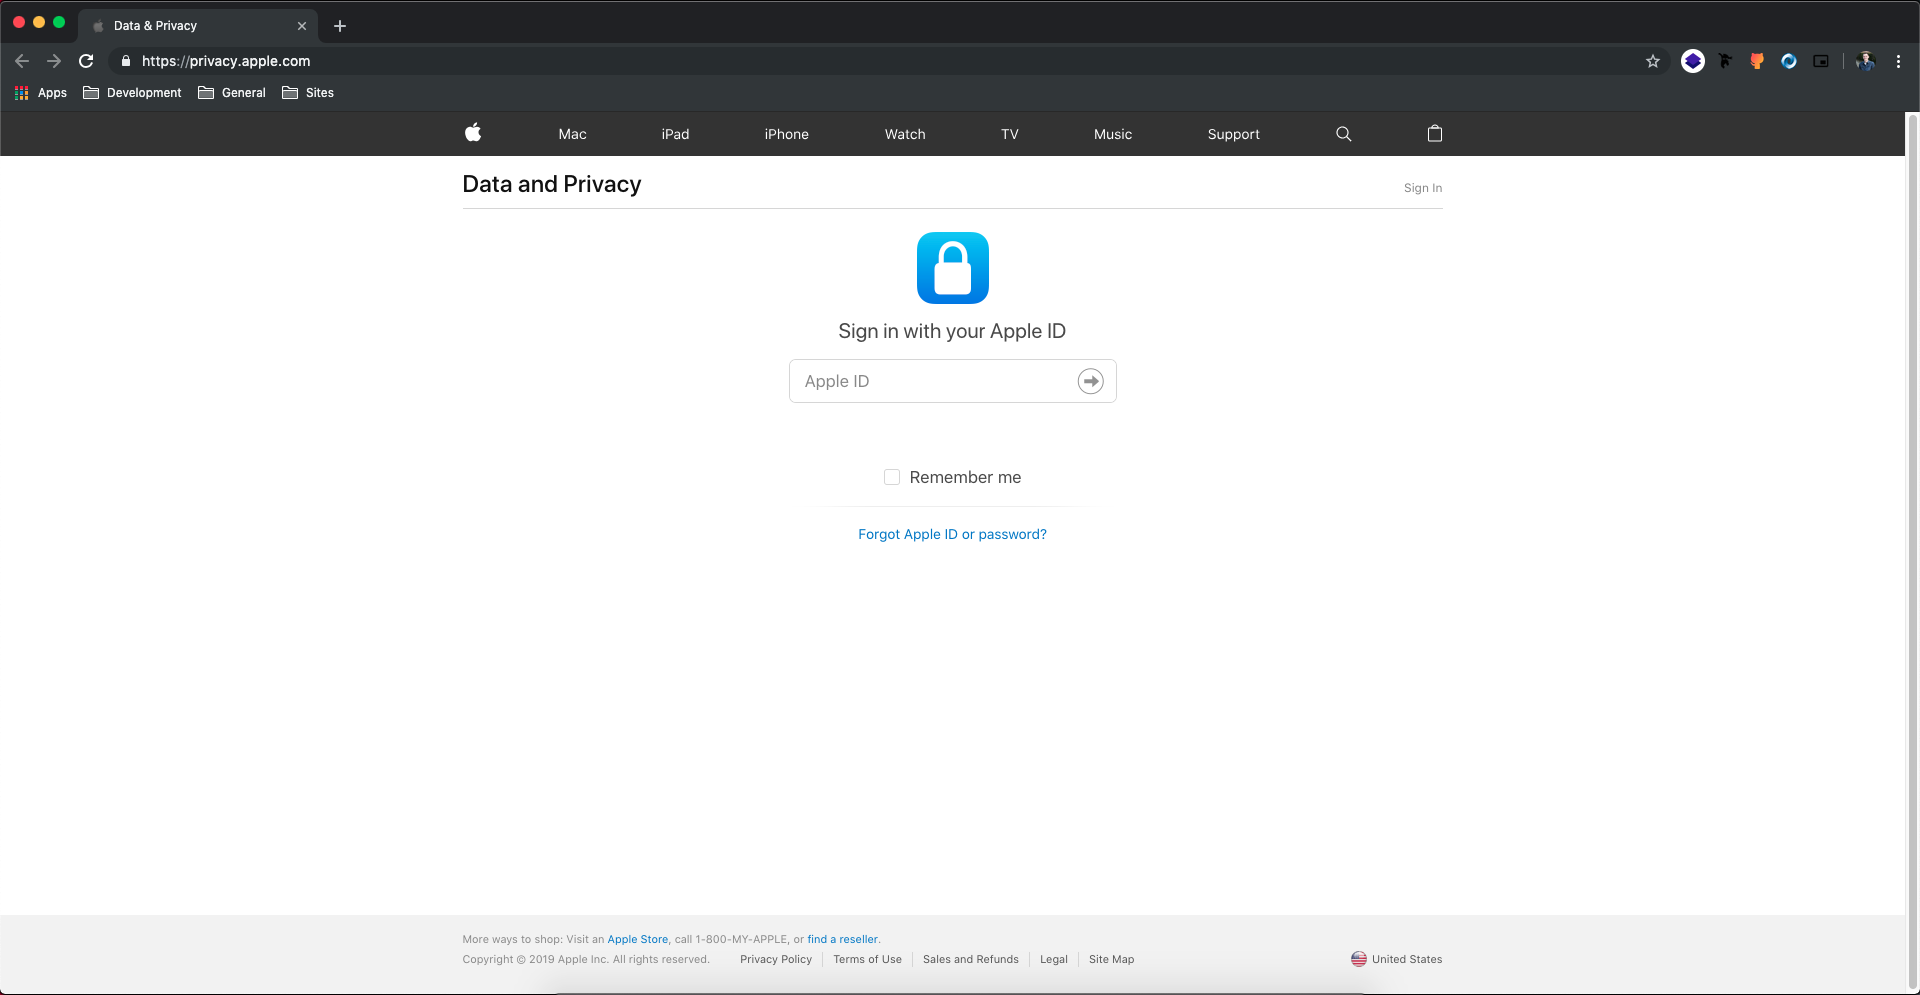 Data & Privacy
https://privacy.apple.com
Apps Development General Sites
Mac iPad iPhone Watch TV Music Support
Data and Privacy
Sign In
Sign in with your Apple ID
Apple ID
Remember me
Forgot Apple ID or password?
More ways to shop: Visit an Apple Store, call 1-800-MY-APPLE, or find a reseller.
Copyright © 2019 Apple Inc. All rights reserved. Privacy Policy Terms of Use Sales and Refunds Legal Site Map United States